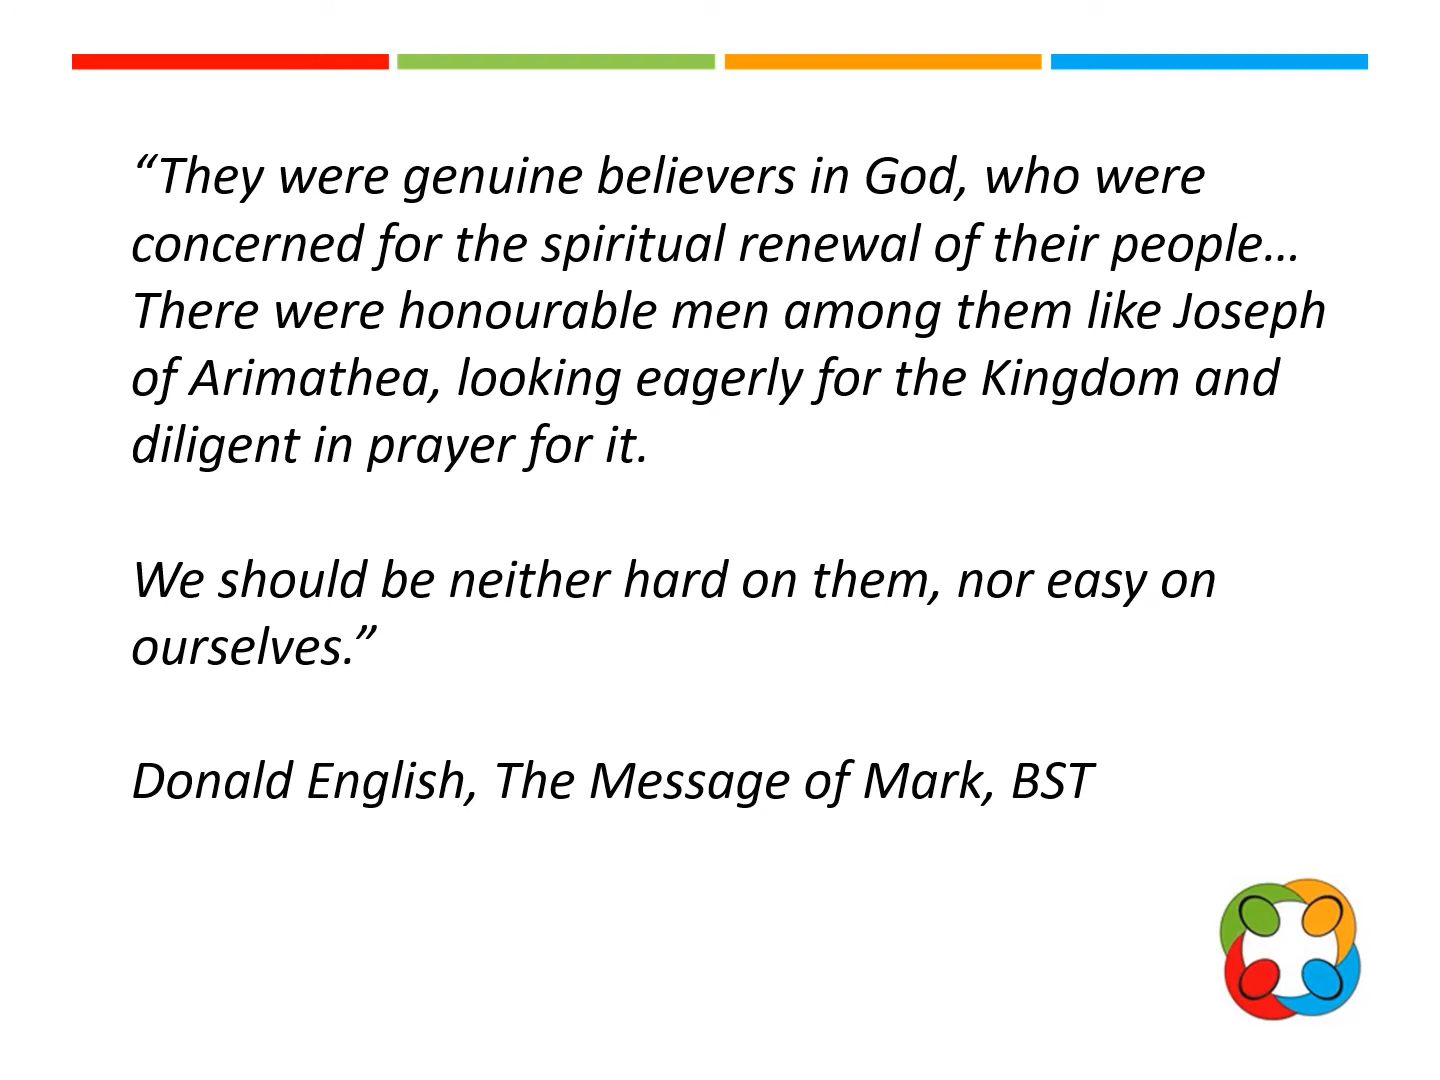 “They were genuine believers in God, who were
concerned for the spiritual renewal of their people…
There were honourable men among them like Joseph
of Arimathea, looking eagerly for the Kingdom and
diligent in prayer for it.
We should be neither hard on them, nor easy on
ourselves.”
Donald English, The Message of Mark, BST